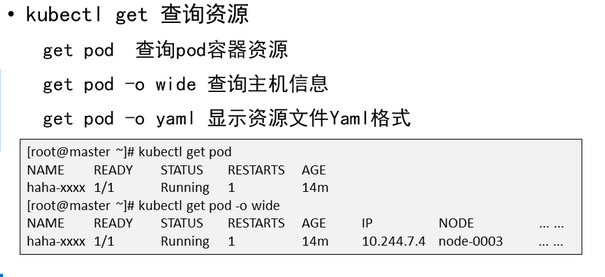 • kubectl get 查询资源
get pod 查询pod容器资源
get pod -o wide 查询主机信息
get pod -o yaml 显示资源文件Yaml格式
[root@master ~]# kubectl get pod
NAME READY STATUS RESTARTS AGE
haha-xxxx 1/1 Running 1 14m
[root@master ~]# kubectl get pod -o wide
NAME READY STATUS RESTARTS AGE IP NODE ... ...
haha-xxxx 1/1 Running 1 14m 10.244.7.4 node-0003 ... ...